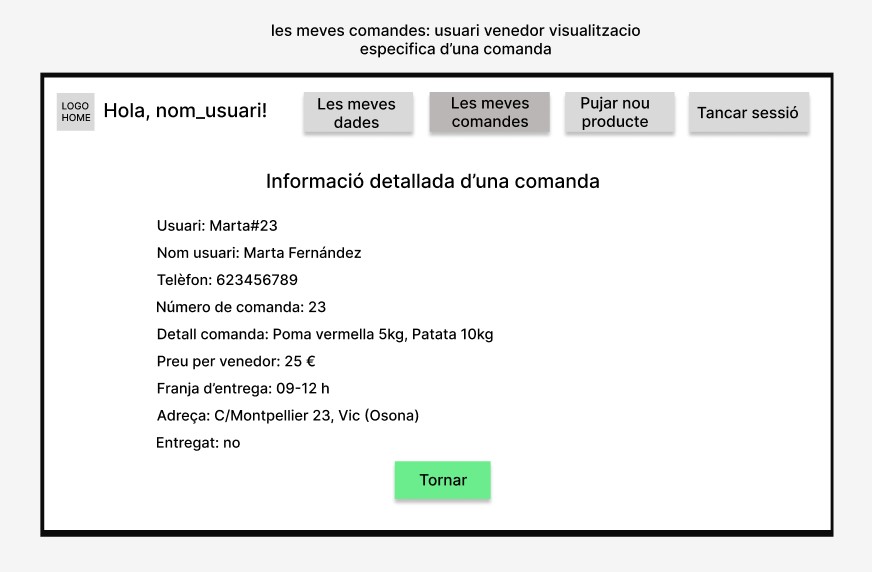 les meves comandes: usuari venedor visualitzacio
especifica d'una comanda
LOGO
HOME
Hola, nom_usuari!
Les meves
dades
Les meves
comandes
Pujar nou
producte
Tancar sessió
Informació detallada d'una comanda
Usuari: Marta#23
Nom usuari: Marta Fernández
Telèfon: 623456789
Número de comanda: 23
Detall comanda: Poma vermella 5kg, Patata 10kg
Preu per venedor: 25 €
Franja d'entrega: 09-12 h
Adreça: C/Montpellier 23, Vic (Osona)
Entregat: no
Tornar